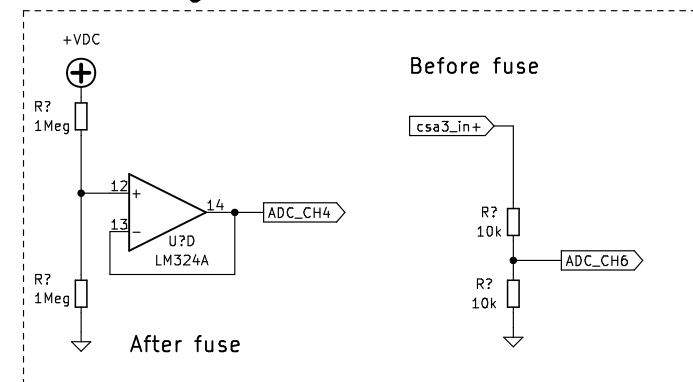 +VDC
R?
1Meg
12
+
14
ADC_CH4
13
-
U?D
LM324A
R?
1Meg
After fuse
Before fuse
csa3_in+
R?
10k
ADC_CH6
R?
10k